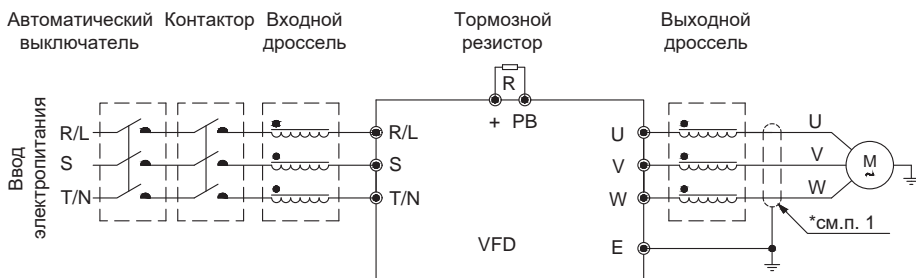 Автоматический выключатель
Контактор
Входной дроссель
Тормозной резистор
Выходной дроссель
Ввод электропитания
R/L
S
T/N
R/L
S
T/N
R
+ PB
VFD
U
V
W
E
U
V
W
M
~
*см.п. 1